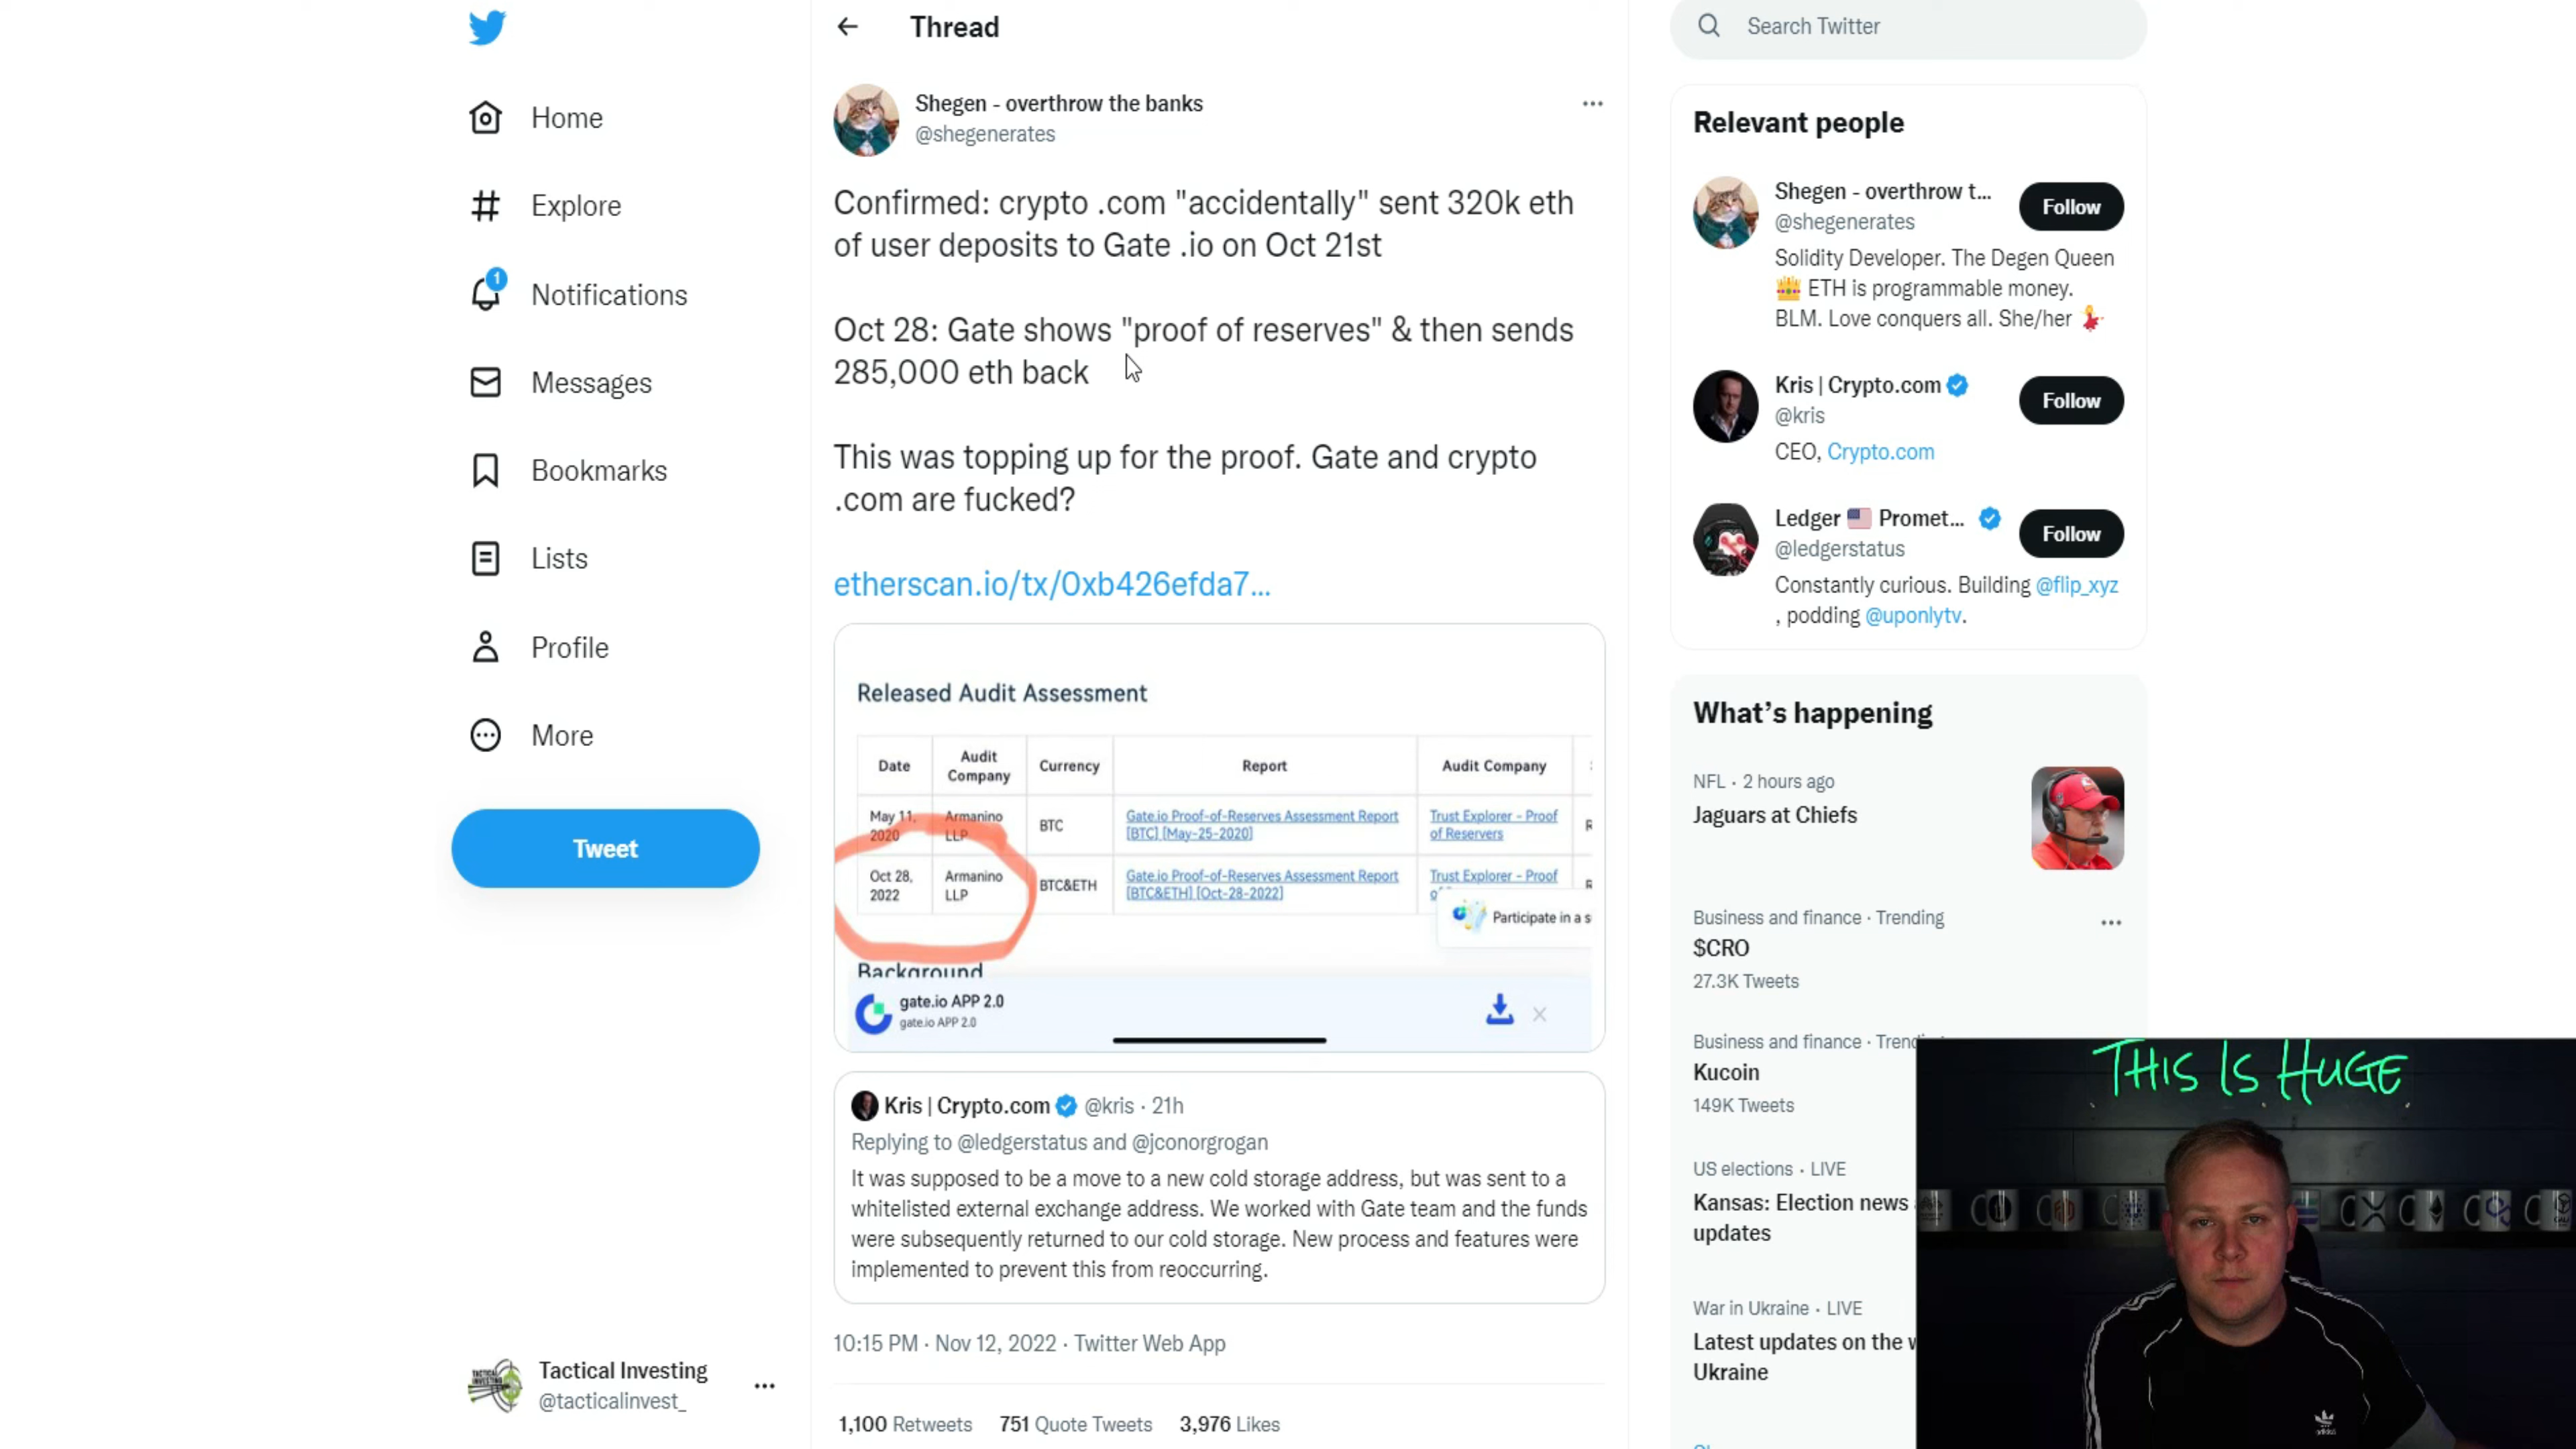 Home
Explore
1
Notifications
Messages
Bookmarks
Lists
Profile
More
Tweet
Tactical Investing
@tacticalinvest_
Thread
Shegen - overthrow the banks
@shegenerates
Confirmed: crypto .com "accidentally" sent 320k eth
of user deposits to Gate .io on Oct 21st
Oct 28: Gate shows "proof of reserves" & then sends
285,000 eth back
This was topping up for the proof. Gate and crypto
.com are fucked?
etherscan.io/tx/0xb426efda7...
Released Audit Assessment
Date Audit Company Currency Report Audit Company
May 11, 2020 Armanino LLP BTC Gate.io Proof-of-Reserves Assessment Report [BTC] [May-25-2020] Trust Explorer - Proof of Reservers
Oct 28, 2022 Armanino LLP BTC&ETH Gate.io Proof-of-Reserves Assessment Report [BTC&ETH] [Oct-28-2022] Trust Explorer - Proof
Participate in a s
Background
gate.io APP 2.0
gate.io APP 2.0
Kris | Crypto.com @kris · 21h
Replying to @ledgerstatus and @jconorgrogan
It was supposed to be a move to a new cold storage address, but was sent to a
whitelisted external exchange address. We worked with Gate team and the funds
were subsequently returned to our cold storage. New process and features were
implemented to prevent this from reoccurring.
10:15 PM · Nov 12, 2022 · Twitter Web App
1,100 Retweets 751 Quote Tweets 3,976 Likes
Search Twitter
Relevant people
Shegen - overthrow t...
@shegenerates
Follow
Solidity Developer. The Degen Queen
👑 ETH is programmable money.
BLM. Love conquers all. She/her 💃
Kris | Crypto.com
@kris
Follow
CEO, Crypto.com
Ledger 🇺🇸 Promet...
@ledgerstatus
Follow
Constantly curious. Building @flip_xyz
, podding @uponlytv.
What's happening
NFL · 2 hours ago
Jaguars at Chiefs
Business and finance · Trending
$CRO
27.3K Tweets
Business and finance · Trend
Kucoin
149K Tweets
US elections · LIVE
Kansas: Election news
updates
War in Ukraine · LIVE
Latest updates on the w
Ukraine
THIS IS HUGE
adidas